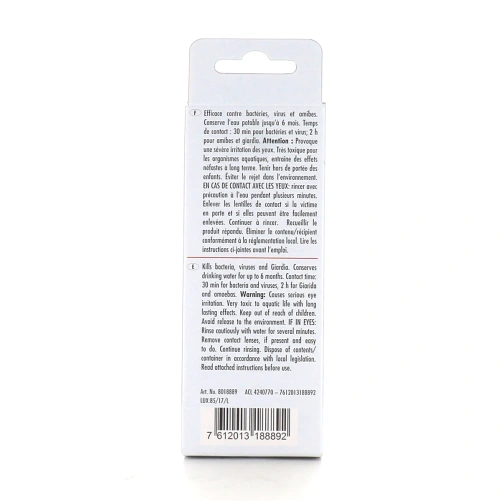 F Efficace contre bactéries, virus et amibes.
Conserve l'eau potable jusqu'à 6 mois. Temps
de contact : 30 min pour bactéries et virus; 2 h
pour amibes et giardia. Attention : Provoque
une sévère irritation des yeux. Très toxique pour
les organismes aquatiques, entraine des effets
néfastes à long terme. Tenir hors de portée des
enfants. Éviter le rejet dans l'environnement.
EN CAS DE CONTACT AVEC LES YEUX: rincer avec
précaution à l'eau pendant plusieurs minutes.
Enlever les lentilles de contact si la victime
en porte et si elles peuvent être facilement
enlevées. Continuer à rincer. Recueillir le
produit répandu. Éliminer le contenu/récipient
conformément à la réglementation local. Lire les
instructions ci-jointes avant l'emploi.
E Kills bacteria, viruses and Giardia. Conserves
drinking water for up to 6 months. Contact time:
30 min for bacteria and viruses, 2 h for Giarida
and amoebas. Warning: Causes serious eye
irritation. Very toxic to aquatic life with long
lasting effects. Keep out of reach of children.
Avoid release to the environment. IF IN EYES:
Rinse cautiously with water for several minutes.
Remove contact lenses, if present and easy
to do. Continue rinsing. Dispose of contents/
container in accordance with local legislation.
Read attached instructions before use.
Art. No. 8018889 ACL 4240770 – 7612013188892
LUX:85/17/L
7 612013 188892